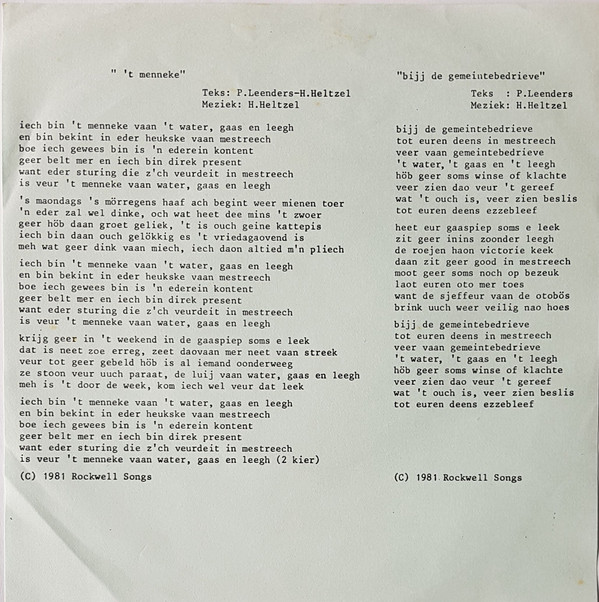 " 't menneke"
Teks: P.Leenders-H.Heltzel
Meziek: H.Heltzel
iech bin 't menneke vaan 't water, gaas en leegh
en bin bekint in eder heukske vaan mestreech
boe iech gewees bin is 'n ederein kontent
geer belt mer en iech bin direk present
want eder sturing die z'ch veurdeit in mestreech
is veur 't menneke vaan water, gaas en leegh
's maondags 's mörregens haaf ach begint weer mienen toer
'n eder zal wel dinke, och wat heet dee mins 't zwoer
geer höb daan groet geliek, 't is ouch geine kattepis
iech bin daan ouch gelökkig es 't vriedagaovend is
meh wat geer dink vaan miech, iech daon altied m'n pliech
iech bin 't menneke vaan 't water, gaas en leegh
en bin bekint in eder heukske vaan mestreech
boe iech gewees bin is 'n ederein kontent
geer belt mer en iech bin direk present
want eder sturing die z'ch veurdeit in mestreech
is veur 't menneke vaan water, gaas en leegh
krijg geer in 't weekend in de gaaspiep soms e leek
dat is neet zoe erreg, zeet daovaan mer neet vaan streek
veur tot geer gebeld höb is al iemand oonderweeg
ze stoon veur uuch paraat, de luij vaan water, gaas en leegh
meh is 't door de week, kom iech wel veur dat leek
iech bin 't menneke vaan 't water, gaas en leegh
en bin bekint in eder heukske vaan mestreech
boe iech gewees bin is 'n ederein kontent
geer belt mer en iech bin direk present
want eder sturing die z'ch veurdeit in mestreech
is veur 't menneke vaan water, gaas en leegh (2 kier)
(C) 1981 Rockwell Songs
"bijj de gemeintebedrieve"
Teks : P.Leenders
Meziek: H.Heltzel
bijj de gemeintebedrieve
tot euren deens in mestreech
veer vaan gemeintebedrieve
't water, 't gaas en 't leegh
höb geer soms winse of klachte
veer zien dao veur 't gereef
wat 't ouch is, veer zien beslis
tot euren deens ezzebleef
heet eur gaaspiep soms e leek
zit geer inins zoonder leegh
de roejen haon victorie keek
daan zit geer good in mestreech
moot geer soms noch op bezeuk
laot euren oto mer toes
want de sjeffeur vaan de otobös
brink uuch weer veilig nao hoes
bijj de gemeintebedrieve
tot euren deens in mestreech
veer vaan gemeintebedrieve
't water, 't gaas en 't leegh
höb geer soms winse of klachte
veer zien dao veur 't gereef
wat 't ouch is, veer zien beslis
tot euren deens ezzebleef
(C) 1981 Rockwell Songs